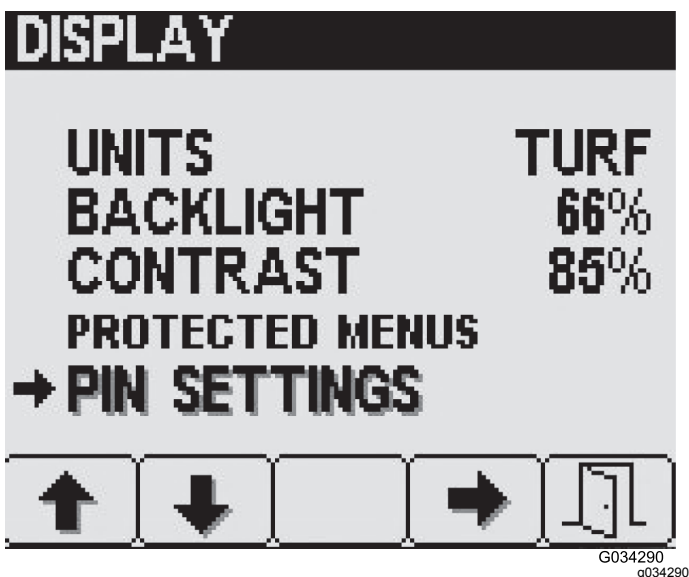 DISPLAY
UNITS TURF
BACKLIGHT 66%
CONTRAST 85%
PROTECTED MENUS
PIN SETTINGS
G034290
g034290